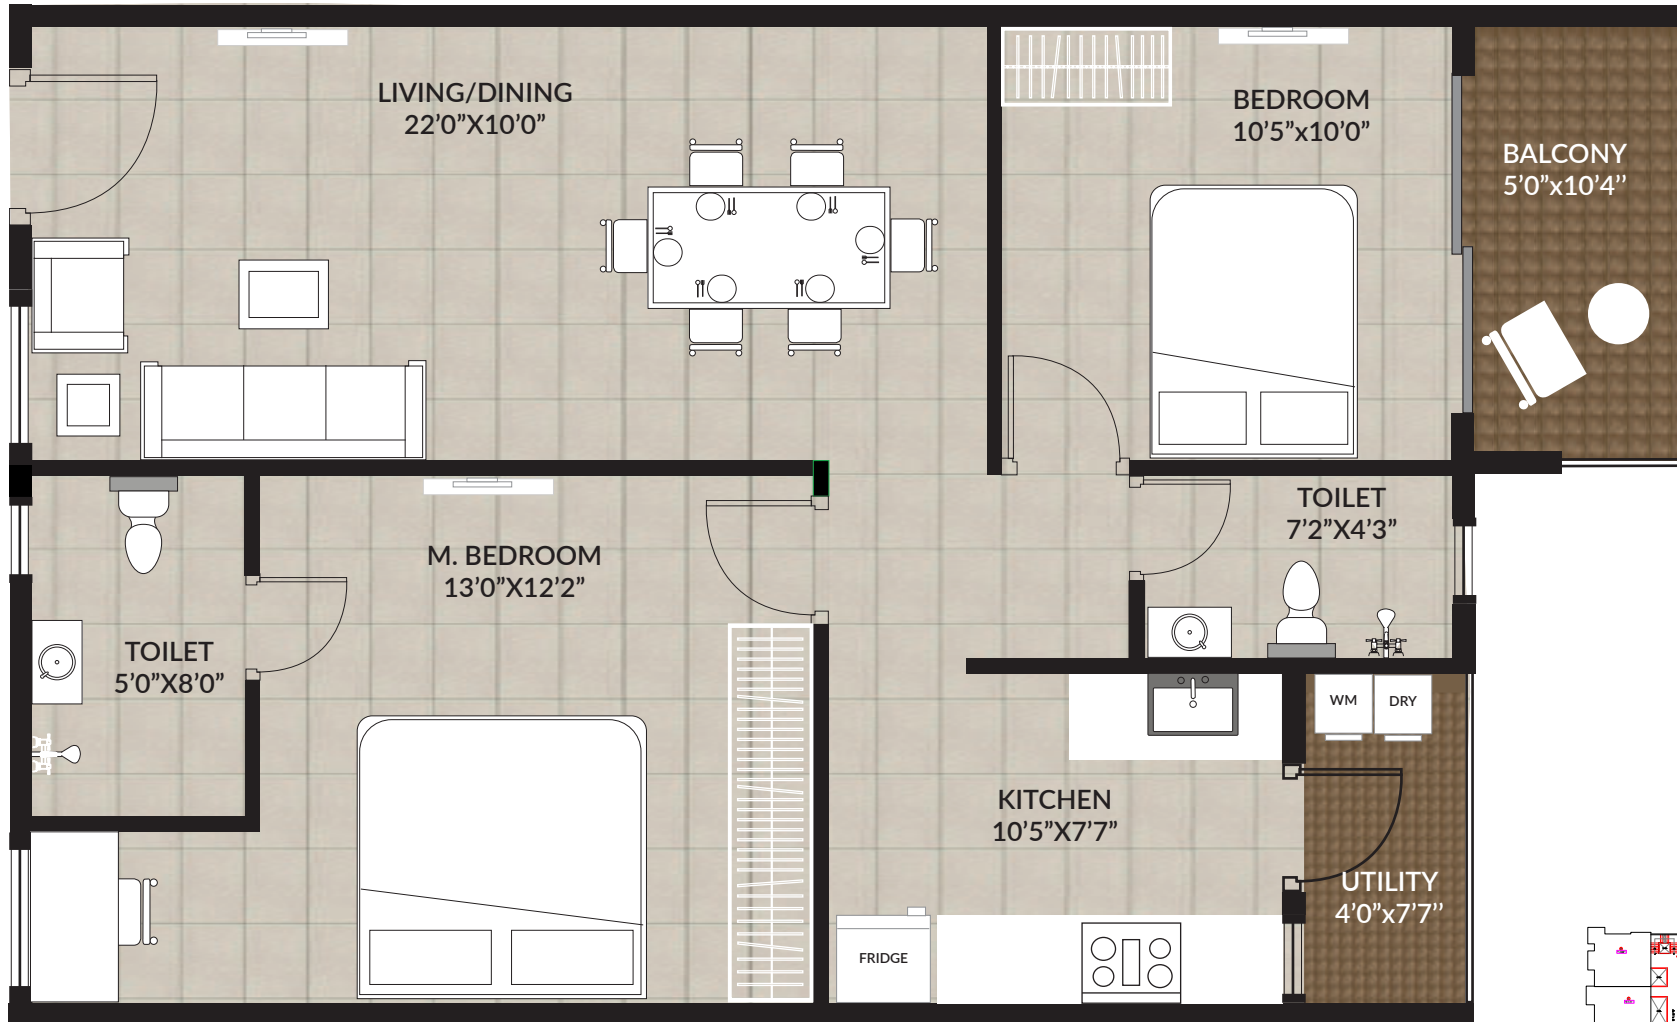 LIVING/DINING
22’0”X10’0”
BEDROOM
10’5”x10’0”
BALCONY
5’0”x10’4’’
TOILET
7’2”X4’3”
M. BEDROOM
13’0”X12’2”
TOILET
5’0”X8’0”
WM
DRY
KITCHEN
10’5”X7’7”
UTILITY
4’0”x7’7’’
FRIDGE